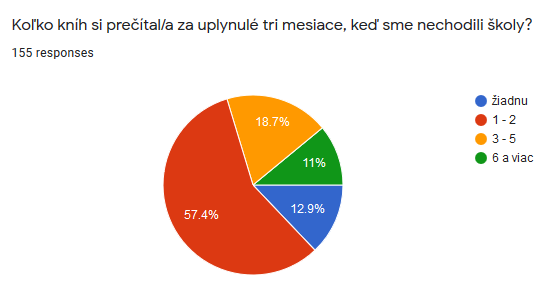 Koľko kníh si prečítal/a za uplynulé tri mesiace, keď sme nechodili školy?
155 responses
žiadnu
1 - 2
3 - 5
6 a viac
18.7%
11%
12.9%
57.4%